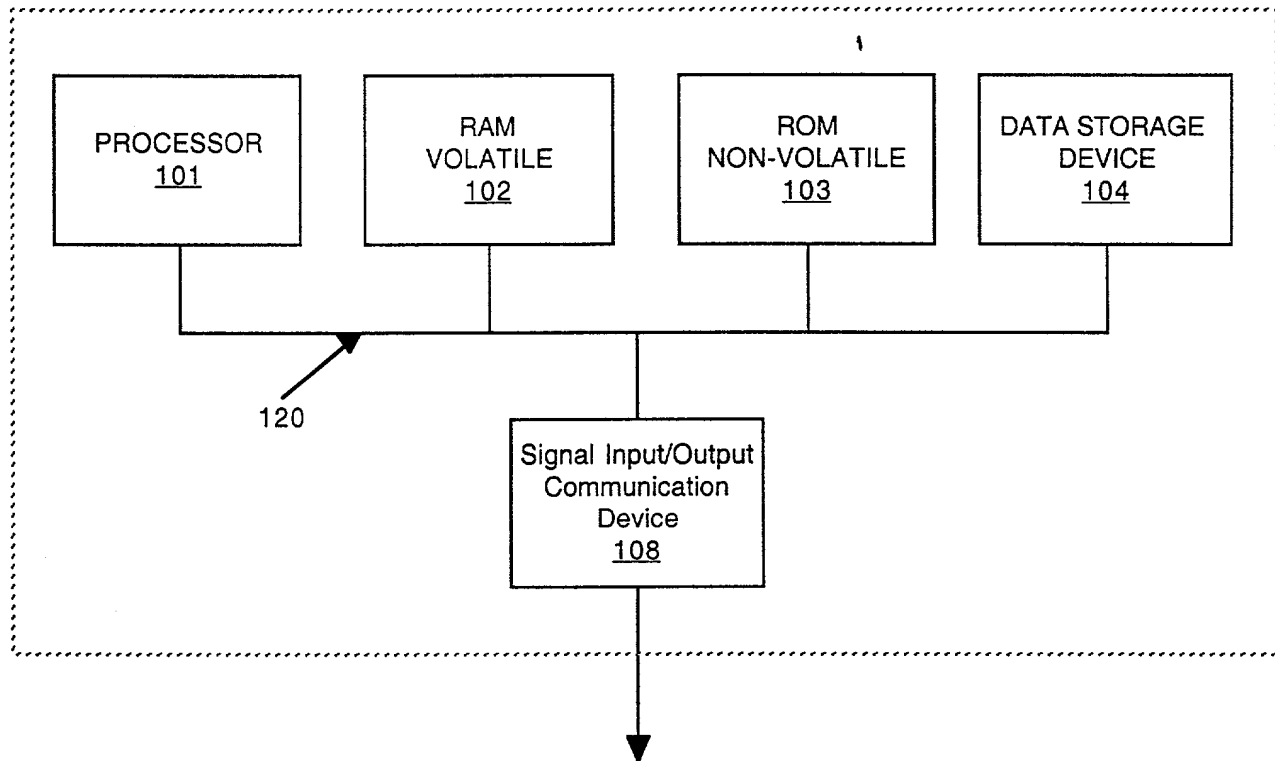 PROCESSOR
101
RAM
VOLATILE
102
ROM
NON-VOLATILE
103
DATA STORAGE
DEVICE
104
120
Signal Input/Output
Communication
Device
108